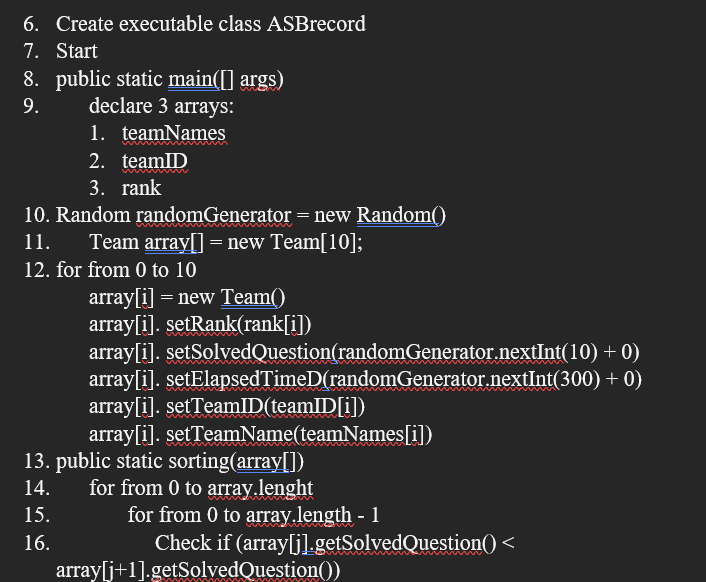 6. Create executable class ASBrecord
7. Start
8. public static main([] args)
9. declare 3 arrays:
1. teamNames
2. teamID
3. rank
10. Random randomGenerator = new Random()
11. Team array[] = new Team[10];
12. for from 0 to 10
array[i] = new Team()
array[i]. setRank(rank[i])
array[i]. setSolvedQuestion(randomGenerator.nextInt(10) + 0)
array[i]. setElapsedTimeD(randomGenerator.nextInt(300) + 0)
array[i]. setTeamID(teamID[i])
array[i]. setTeamName(teamNames[i])
13. public static sorting(array[])
14. for from 0 to array.lenght
15. for from 0 to array.length - 1
16. Check if (array[j].getSolvedQuestion() <
array[j+1].getSolvedQuestion())